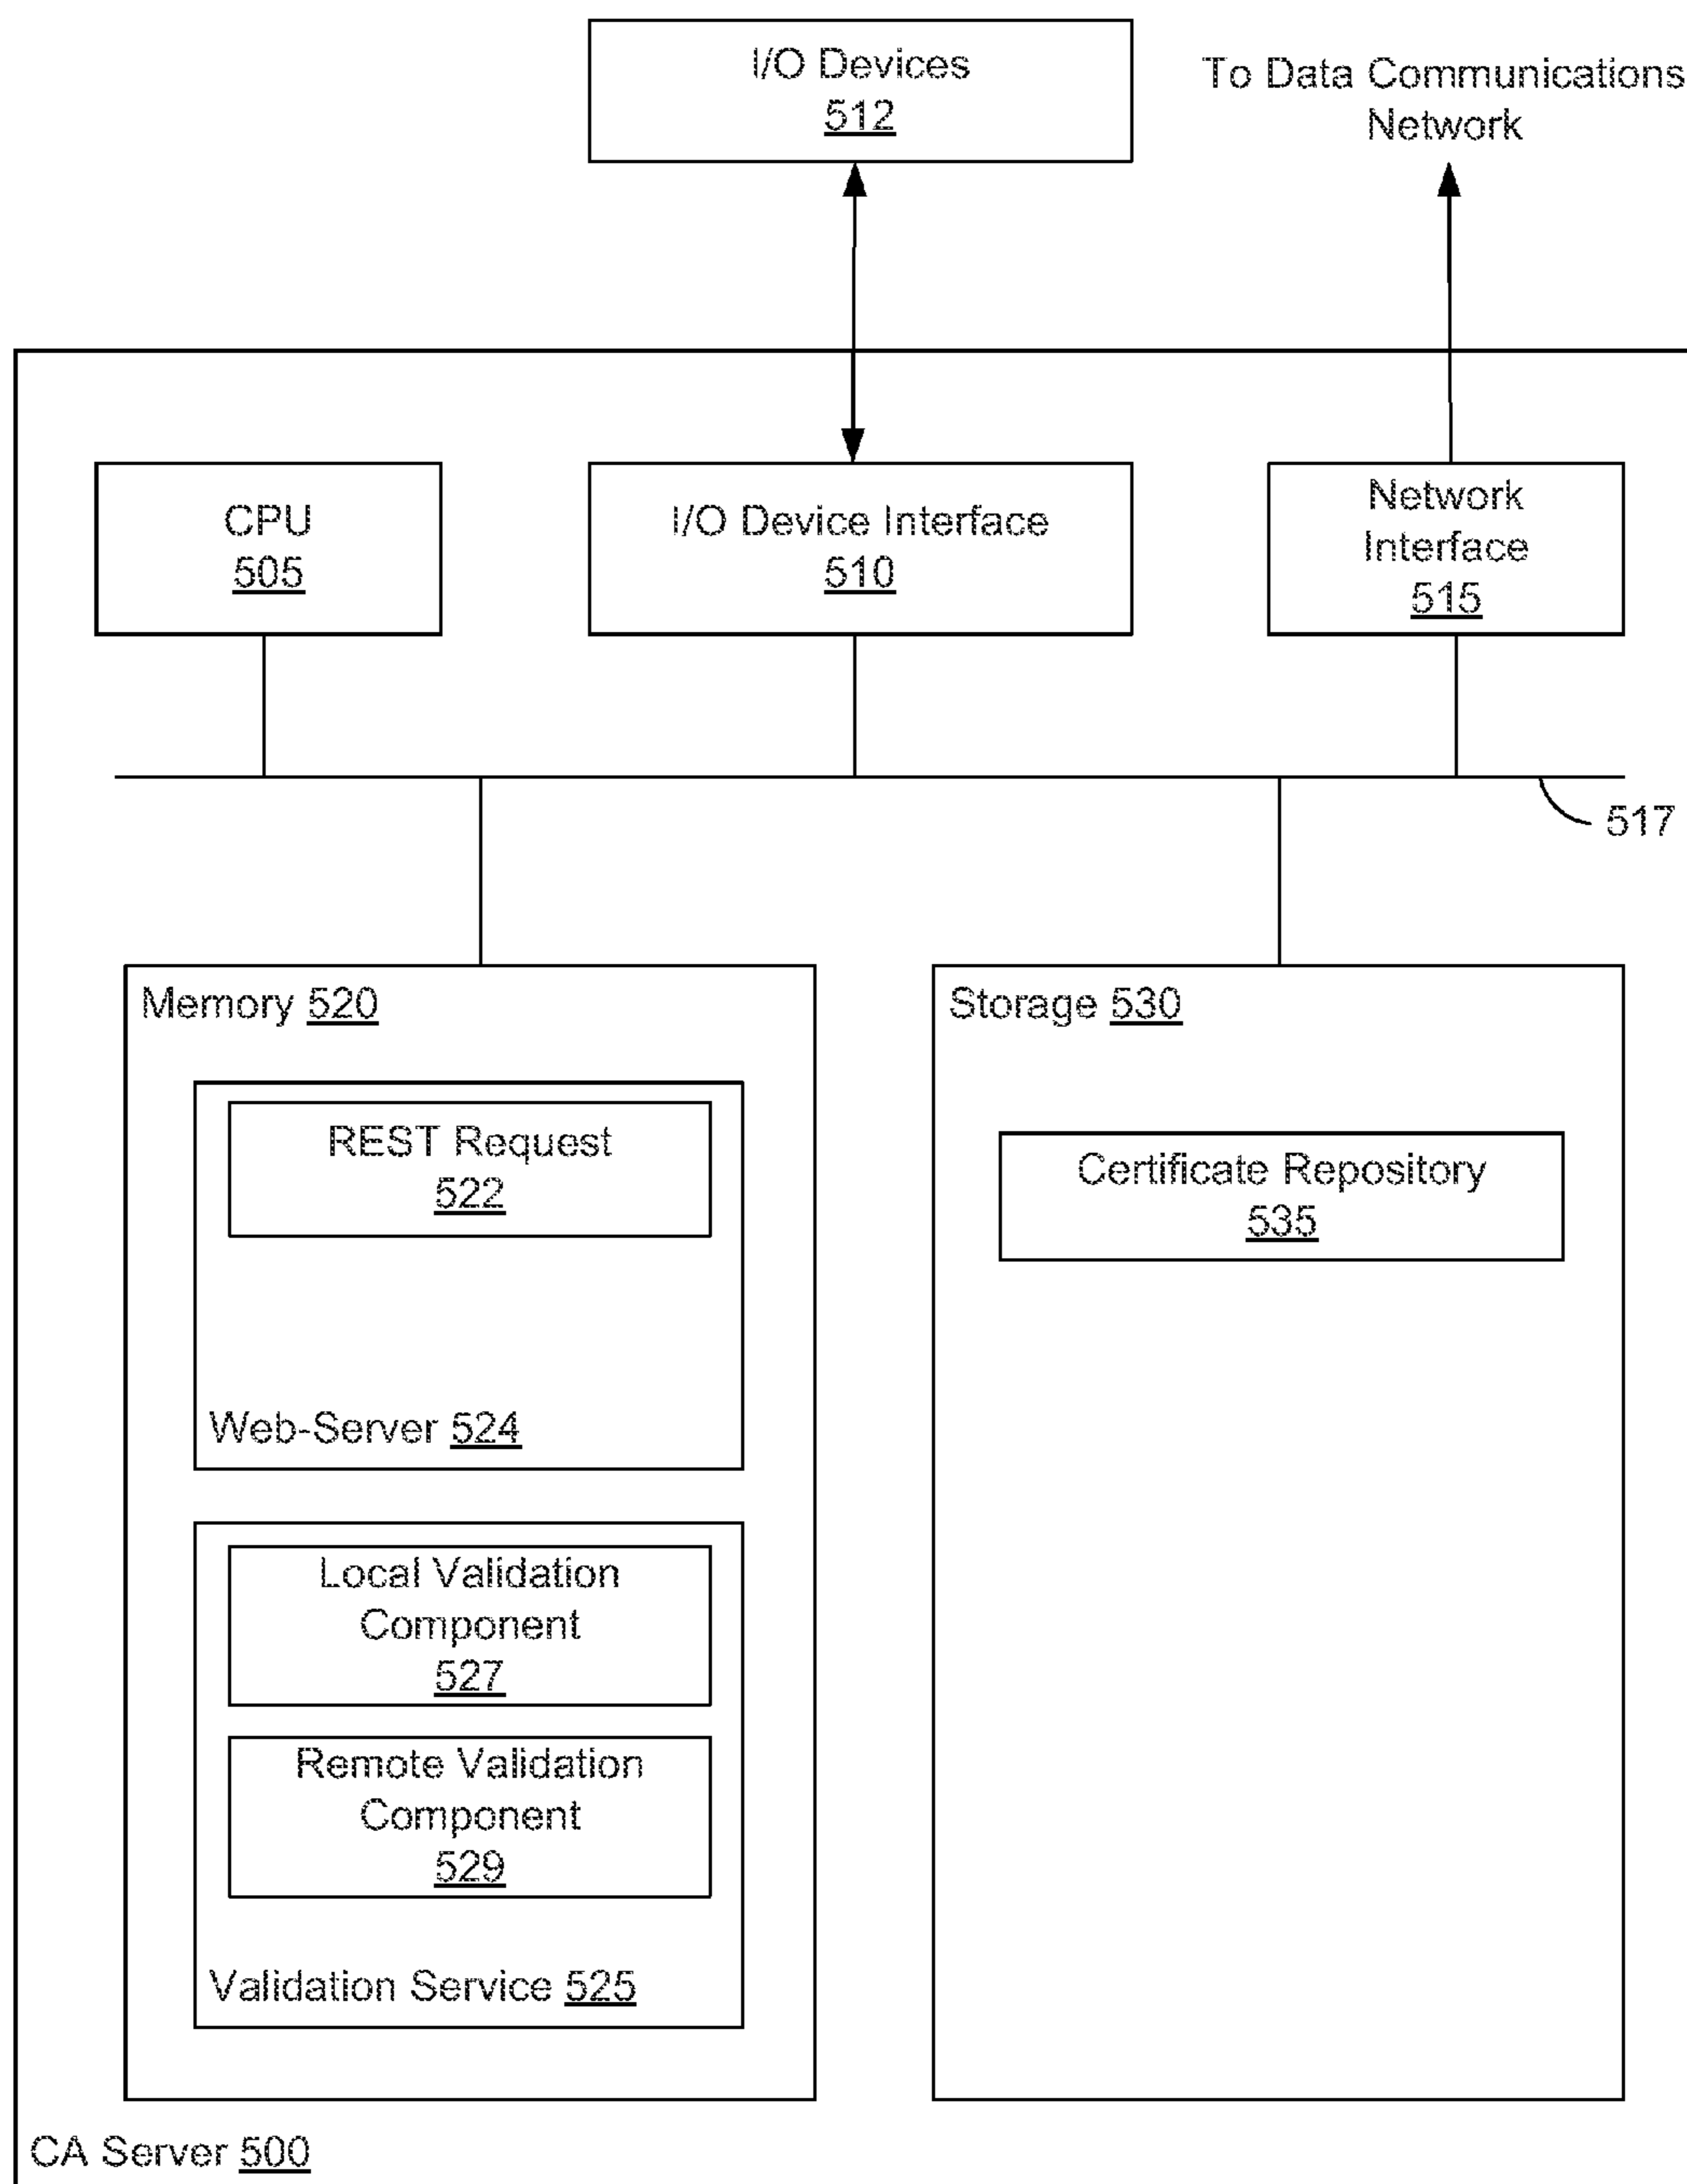 I/O Devices
512
To Data Communications
Network
CPU
505
I/O Device Interface
510
Network
Interface
515
517
Memory 520
REST Request
522
Web-Server 524
Local Validation
Component
527
Remote Validation
Component
529
Validation Service 525
Storage 530
Certificate Repository
535
CA Server 500